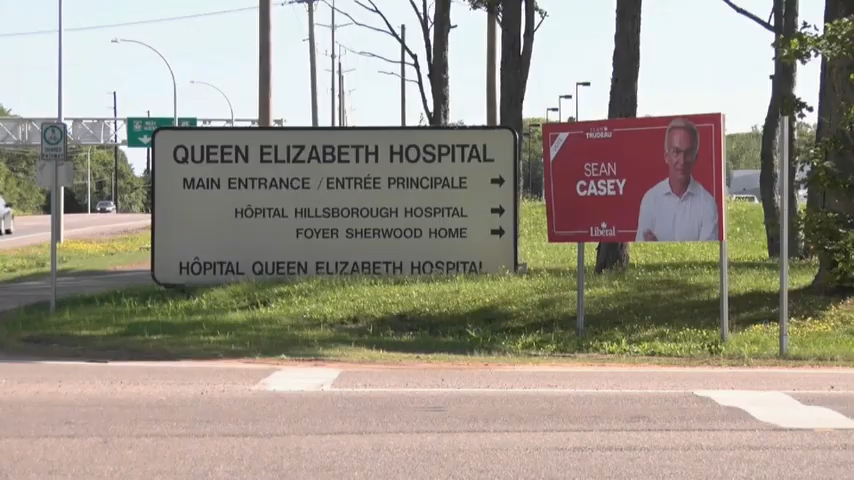 QUEEN ELIZABETH HOSPITAL
MAIN ENTRANCE / ENTRÉE PRINCIPALE
HÔPITAL HILLSBOROUGH HOSPITAL
FOYER SHERWOOD HOME
HÔPITAL QUEEN ELIZABETH HOSPITAL
TEAM
TRUDEAU
SEAN
CASEY
Liberal